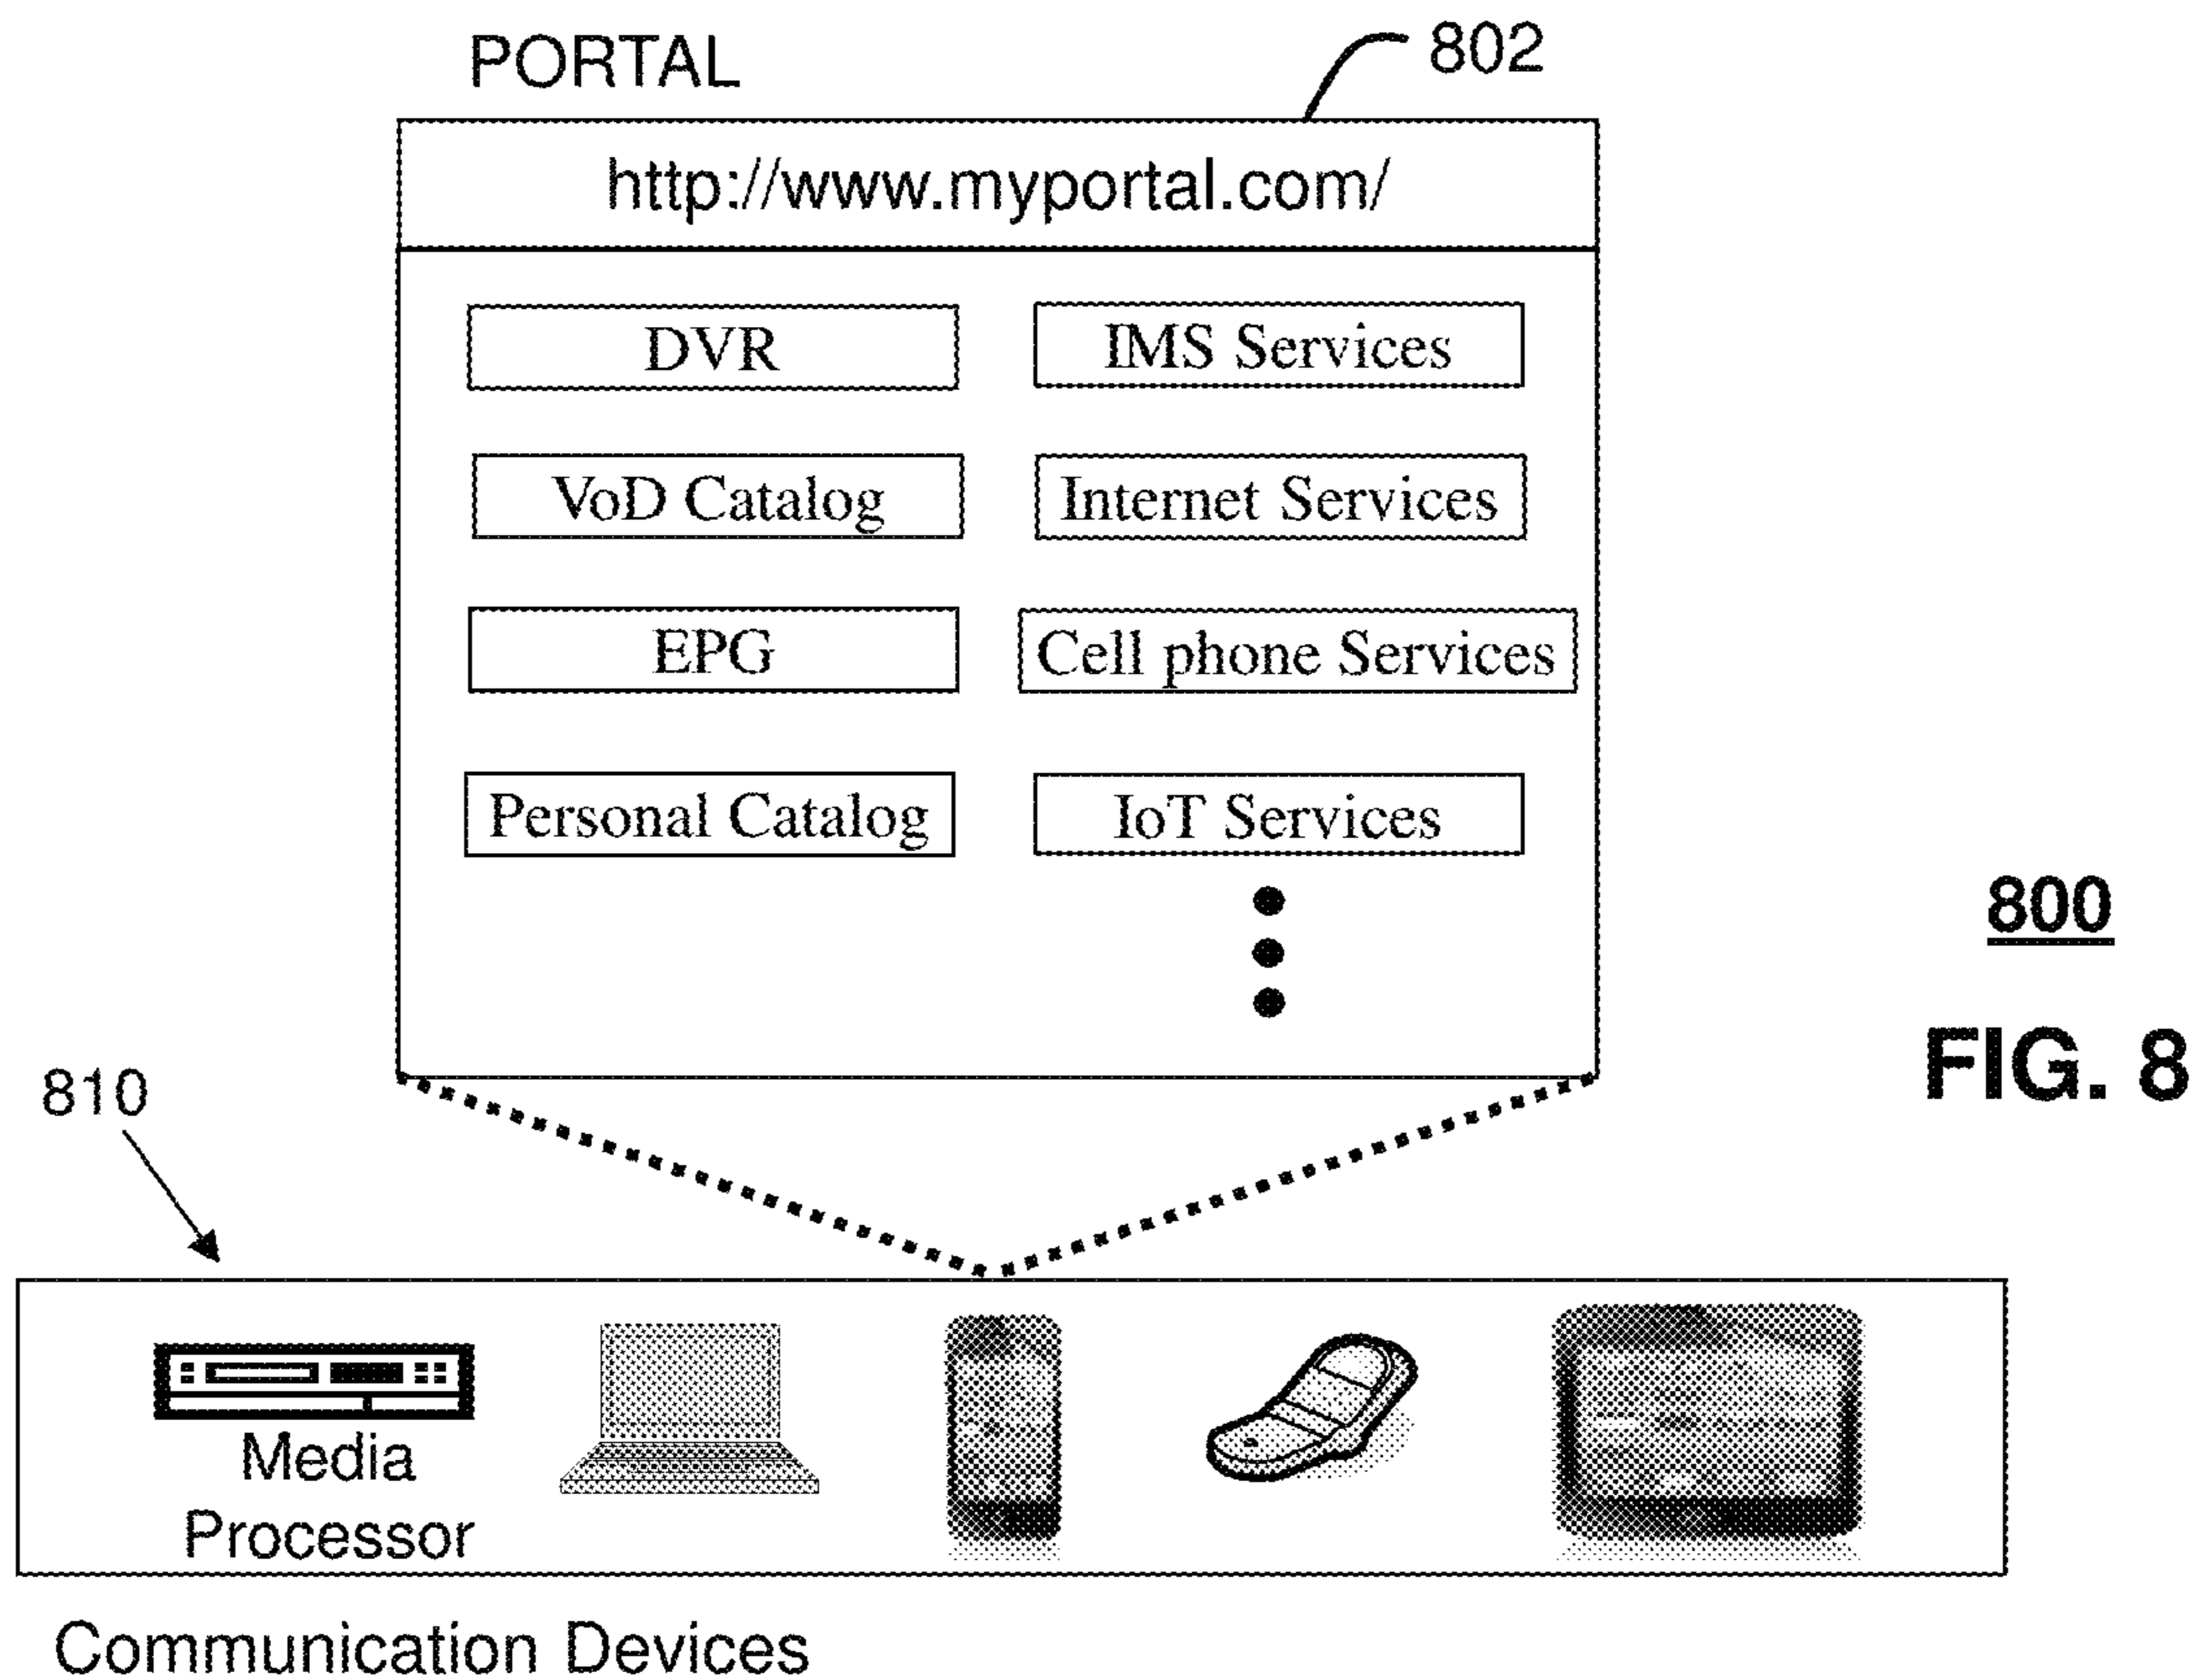 PORTAL
802
http://www.myportal.com/
DVR
IMS Services
VoD Catalog
Internet Services
EPG
Cell phone Services
Personal Catalog
IoT Services
800
FIG. 8
810
Media
Processor
Communication Devices